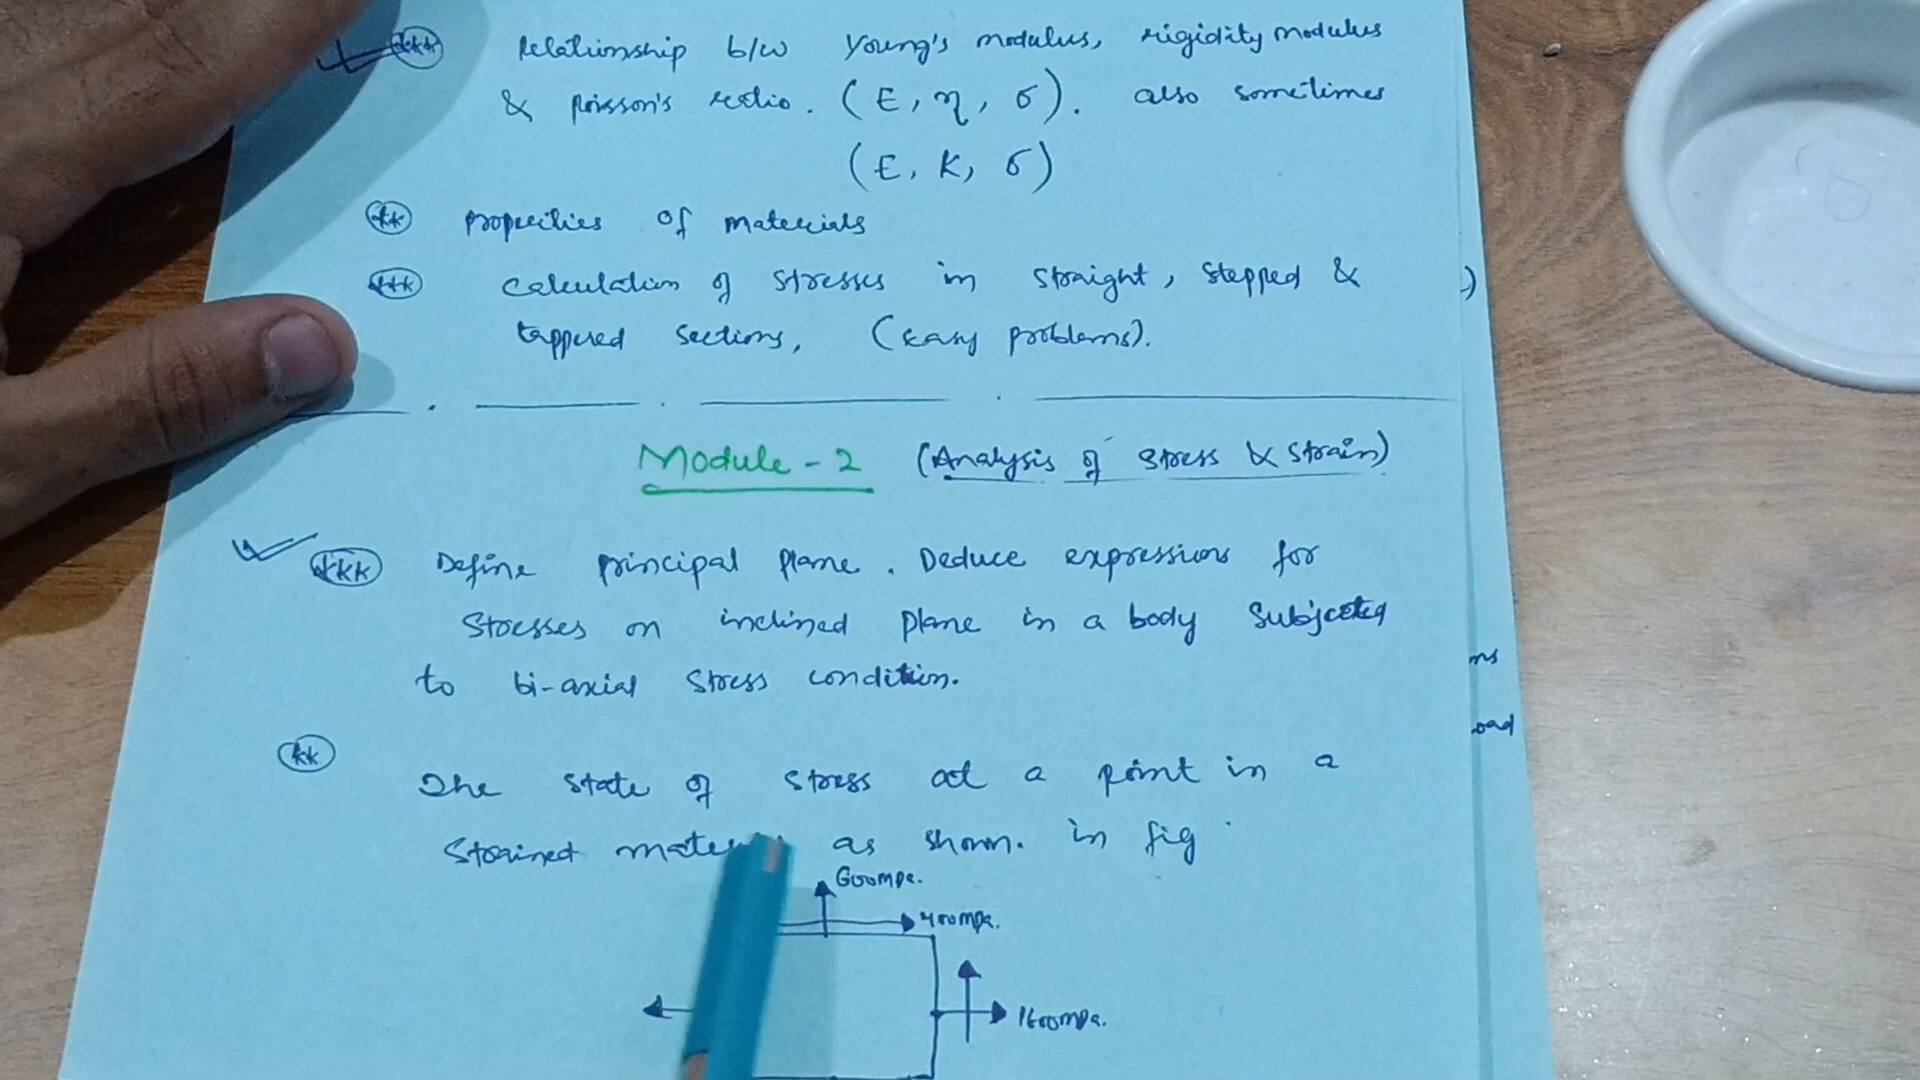 Relationship b/w Young's modulus, rigidity modulus
& Poisson's ratio. (E, η, σ). also sometimes
(E, K, σ)
properties of materials
calculation of stresses in straight, stepped &
tappered sections, (easy problems).
Module-2 (Analysis of stress & strain)
Define principal plane. Deduce expressions for
stresses on inclined plane in a body subjected
to bi-axial stress condition.
The state of stress at a point in a
strained as shown. in fig
600mpa.
400mpa.
1600mpa.